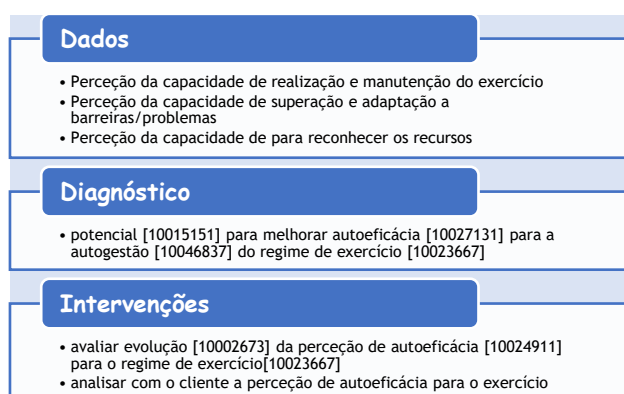 Dados
• Perceção da capacidade de realização e manutenção do exercício
• Perceção da capacidade de superação e adaptação a
barreiras/problemas
• Perceção da capacidade de para reconhecer os recursos
Diagnóstico
• potencial [10015151] para melhorar autoeficácia [10027131] para a
autogestão [10046837] do regime de exercício [10023667]
Intervenções
• avaliar evolução [10002673] da perceção de autoeficácia [10024911]
para o regime de exercício[10023667]
• analisar com o cliente a perceção de autoeficácia para o exercício